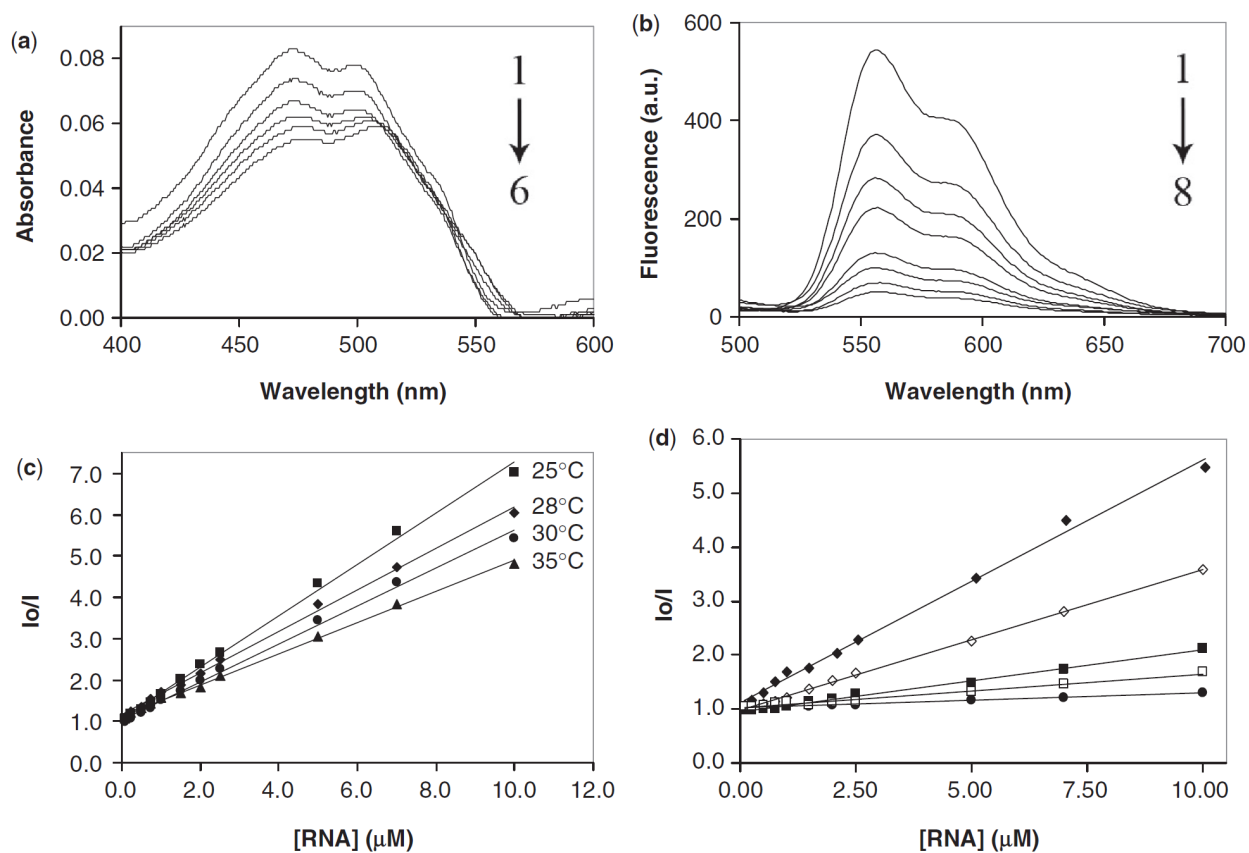 (a)
Absorbance
0.08
0.06
0.04
0.02
0.00
400 450 500 550 600
Wavelength (nm)
1
6
(b)
Fluorescence (a.u.)
600
400
200
0
500 550 600 650 700
Wavelength (nm)
1
8
(c)
Io/I
7.0
6.0
5.0
4.0
3.0
2.0
1.0
0.0
0.0 2.0 4.0 6.0 8.0 10.0 12.0
[RNA] (μM)
25°C
28°C
30°C
35°C
(d)
Io/I
6.0
5.0
4.0
3.0
2.0
1.0
0.0
0.00 2.50 5.00 7.50 10.00
[RNA] (μM)